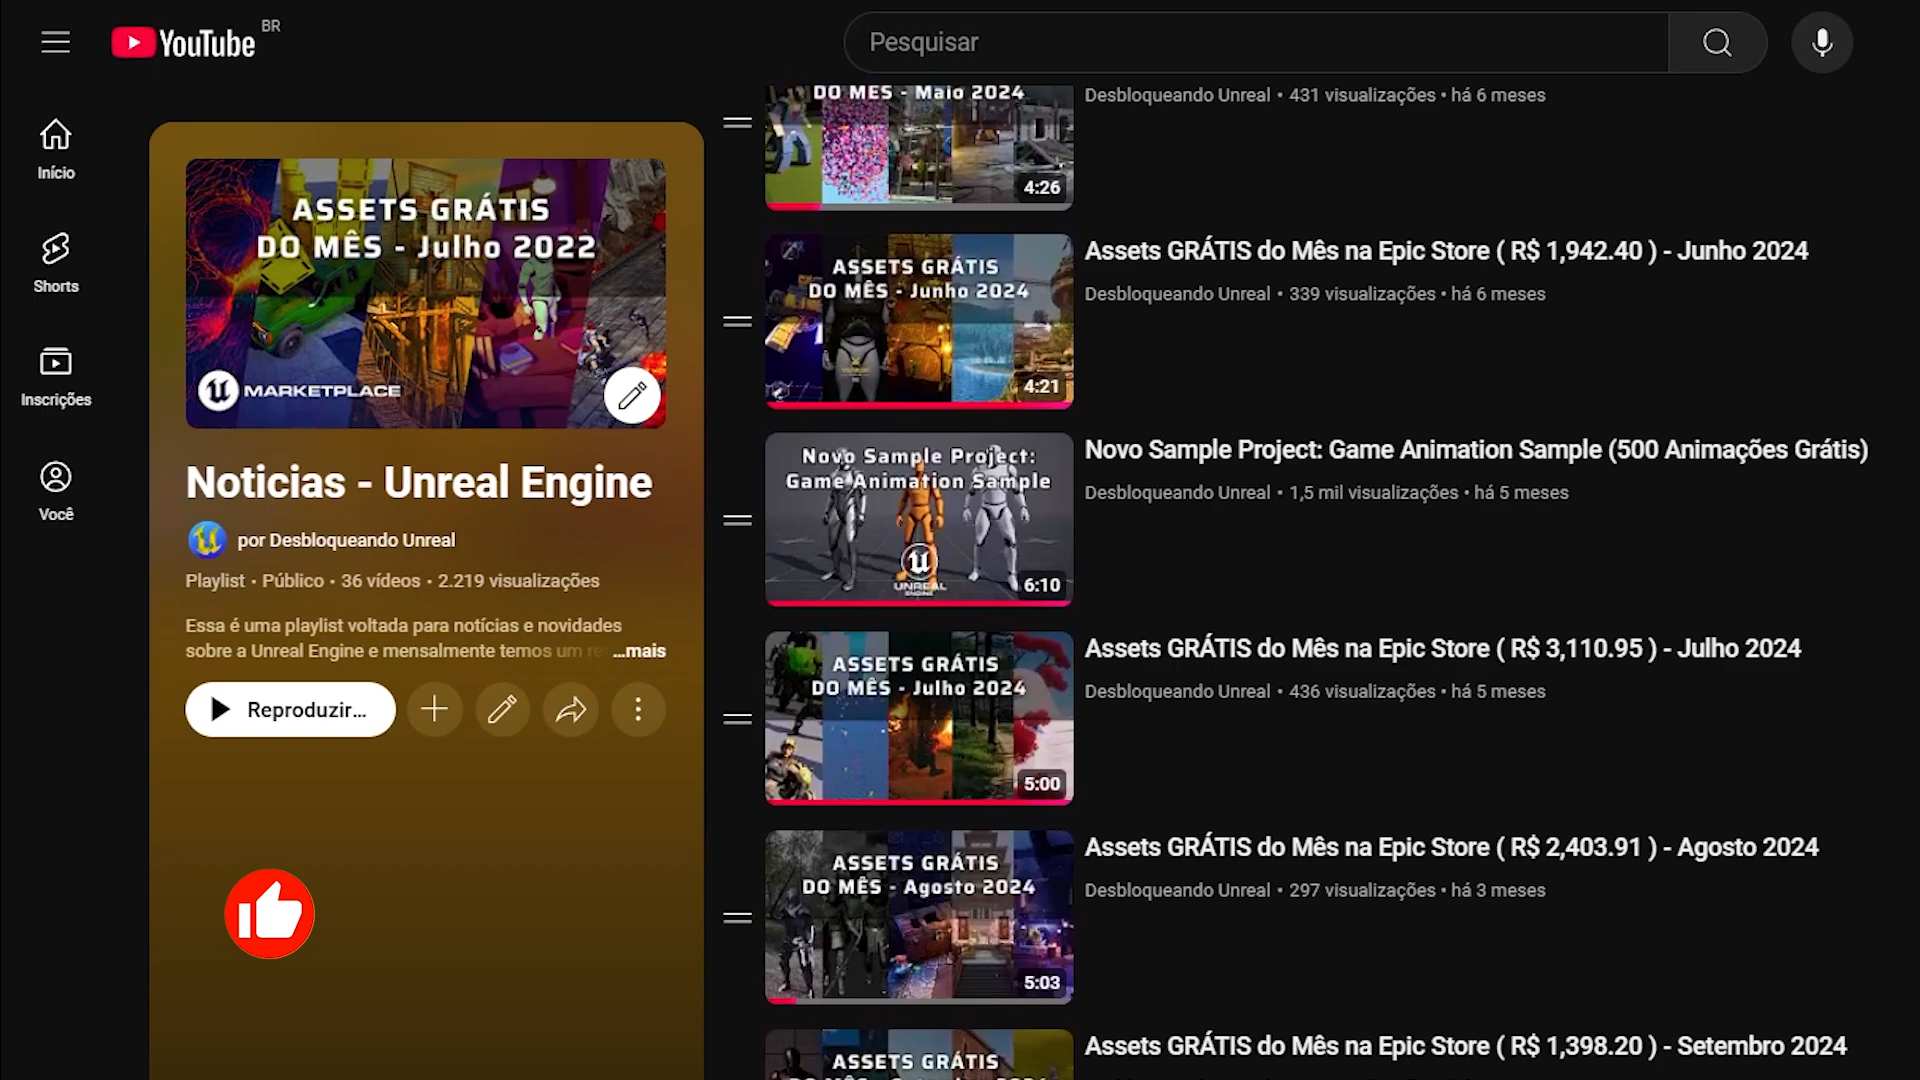 YouTube BR
Pesquisar
Início
Shorts
Inscrições
Você
ASSETS GRÁTIS
DO MÊS - Julho 2022
MARKETPLACE
Noticias - Unreal Engine
por Desbloqueando Unreal
Playlist • Público • 36 vídeos • 2.219 visualizações
Essa é uma playlist voltada para notícias e novidades
sobre a Unreal Engine e mensalmente temos um ...mais
Reproduzir...
DO MÊS - Maio 2024
4:26
Desbloqueando Unreal • 431 visualizações • há 6 meses
ASSETS GRÁTIS
DO MÊS - Junho 2024
4:21
Assets GRÁTIS do Mês na Epic Store ( R$ 1,942.40 ) - Junho 2024
Desbloqueando Unreal • 339 visualizações • há 6 meses
Novo Sample Project:
Game Animation Sample
UNREAL
ENGINE
6:10
Novo Sample Project: Game Animation Sample (500 Animações Grátis)
Desbloqueando Unreal • 1,5 mil visualizações • há 5 meses
ASSETS GRÁTIS
DO MÊS - Julho 2024
5:00
Assets GRÁTIS do Mês na Epic Store ( R$ 3,110.95 ) - Julho 2024
Desbloqueando Unreal • 436 visualizações • há 5 meses
ASSETS GRÁTIS
DO MÊS - Agosto 2024
5:03
Assets GRÁTIS do Mês na Epic Store ( R$ 2,403.91 ) - Agosto 2024
Desbloqueando Unreal • 297 visualizações • há 3 meses
ASSETS GRÁTIS
Assets GRÁTIS do Mês na Epic Store ( R$ 1,398.20 ) - Setembro 2024